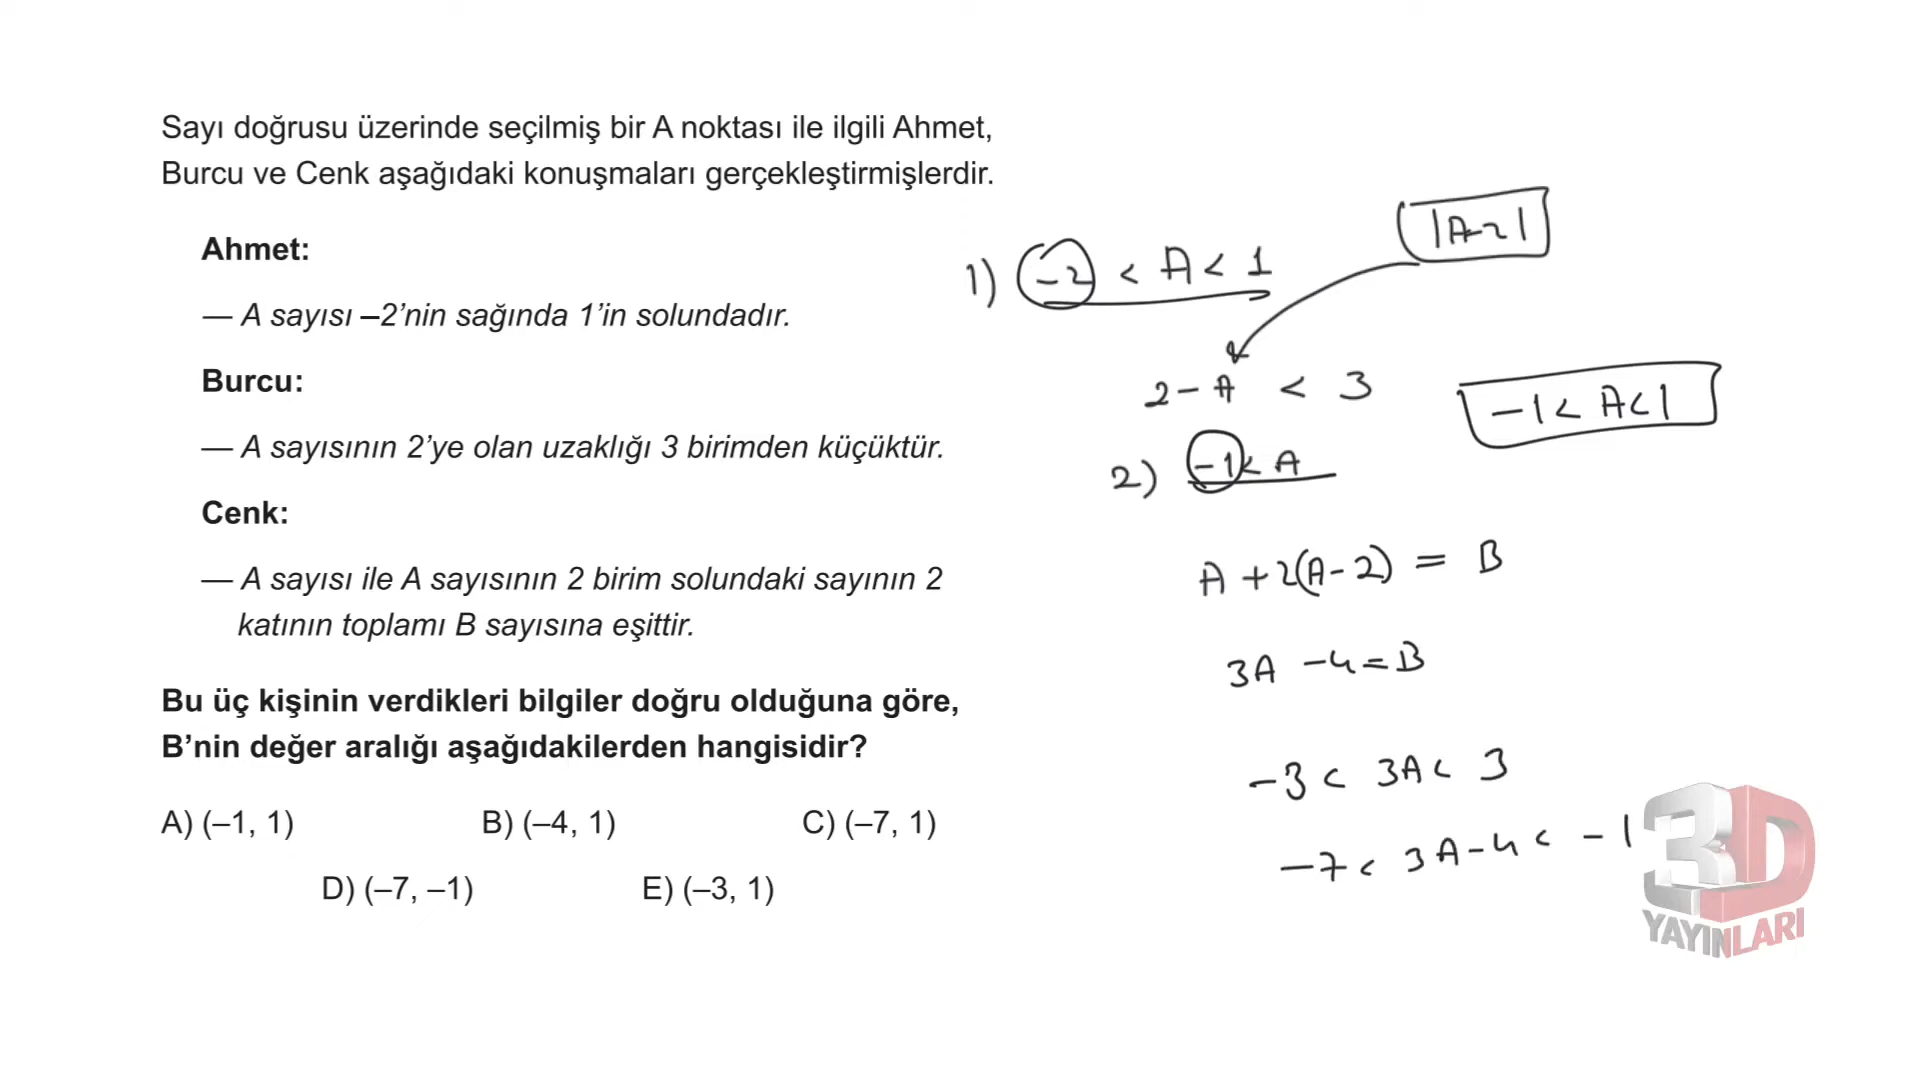 Sayı doğrusu üzerinde seçilmiş bir A noktası ile ilgili Ahmet,
Burcu ve Cenk aşağıdaki konuşmaları gerçekleştirmişlerdir.
Ahmet:
— A sayısı –2’nin sağında 1’in solundadır.
Burcu:
— A sayısının 2’ye olan uzaklığı 3 birimden küçüktür.
Cenk:
— A sayısı ile A sayısının 2 birim solundaki sayının 2
katının toplamı B sayısına eşittir.
Bu üç kişinin verdikleri bilgiler doğru olduğuna göre,
B’nin değer aralığı aşağıdakilerden hangisidir?
A) (–1, 1) B) (–4, 1) C) (–7, 1)
D) (–7, –1) E) (–3, 1)
|A-2|
1) -2 < A < 1
2 - A < 3
-1 < A < 1
2) -1 < A
A + 2(A - 2) = B
3A - 4 = B
-3 < 3A < 3
-7 < 3A - 4 < -1
3D
YAYINLARI